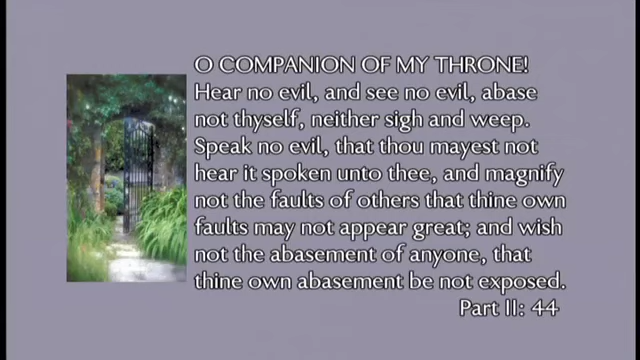 O COMPANION OF MY THRONE!
Hear no evil, and see no evil, abase
not thyself, neither sigh and weep.
Speak no evil, that thou mayest not
hear it spoken unto thee, and magnify
not the faults of others that thine own
faults may not appear great; and wish
not the abasement of anyone, that
thine own abasement be not exposed.
Part II: 44